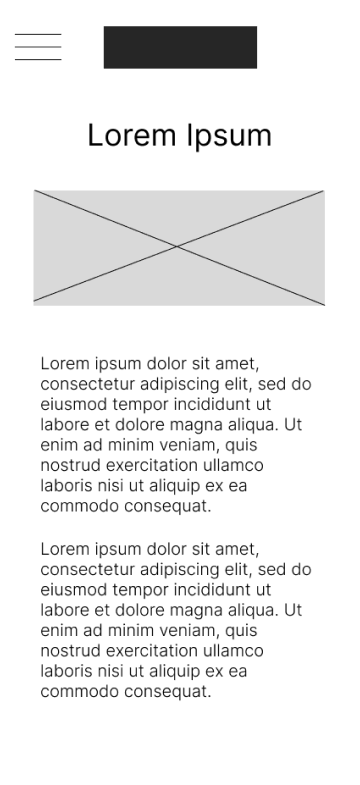 Lorem Ipsum
Lorem ipsum dolor sit amet,
consectetur adipiscing elit, sed do
eiusmod tempor incididunt ut
labore et dolore magna aliqua. Ut
enim ad minim veniam, quis
nostrud exercitation ullamco
laboris nisi ut aliquip ex ea
commodo consequat.
Lorem ipsum dolor sit amet,
consectetur adipiscing elit, sed do
eiusmod tempor incididunt ut
labore et dolore magna aliqua. Ut
enim ad minim veniam, quis
nostrud exercitation ullamco
laboris nisi ut aliquip ex ea
commodo consequat.